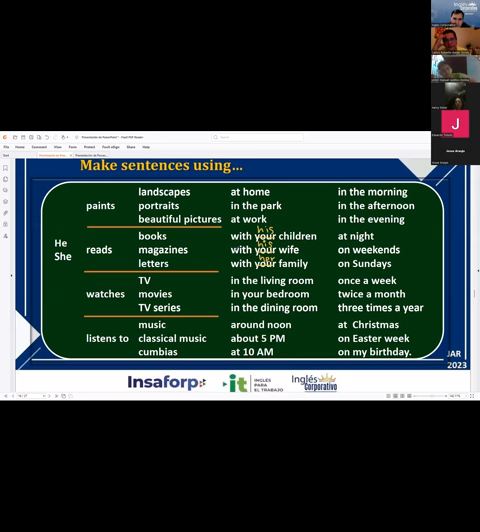 Inglés
Corporativo
J
Make sentences using...
landscapes at home in the morning
paints portraits in the park in the afternoon
beautiful pictures at work in the evening
his
books with your children at night
He
She
his
reads magazines with your wife on weekends
her
letters with your family on Sundays
TV in the living room once a week
watches movies in your bedroom twice a month
TV series in the dining room three times a year
music around noon at Christmas
listens to classical music about 5 PM on Easter week
cumbias at 10 AM on my birthday.
JAR
2023
Insaforp
it INGLÉS PARA EL TRABAJO
Inglés
Corporativo